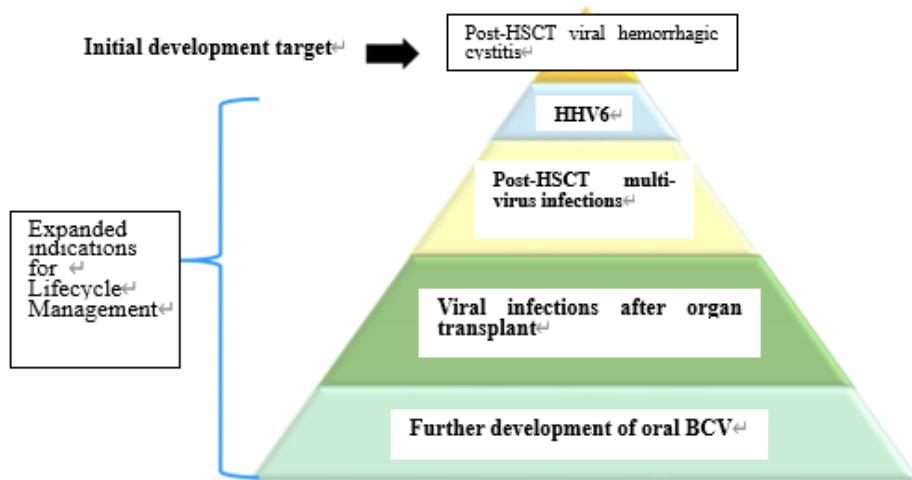 Initial development target↵
Post-HSCT viral hemorrhagic
cystitis↵
HHV6↵
Post-HSCT multi-
virus infections↵
Expanded
indications
for ↵
Lifecycle↵
Management↵
Viral infections after organ
transplant↵
Further development of oral BCV↵